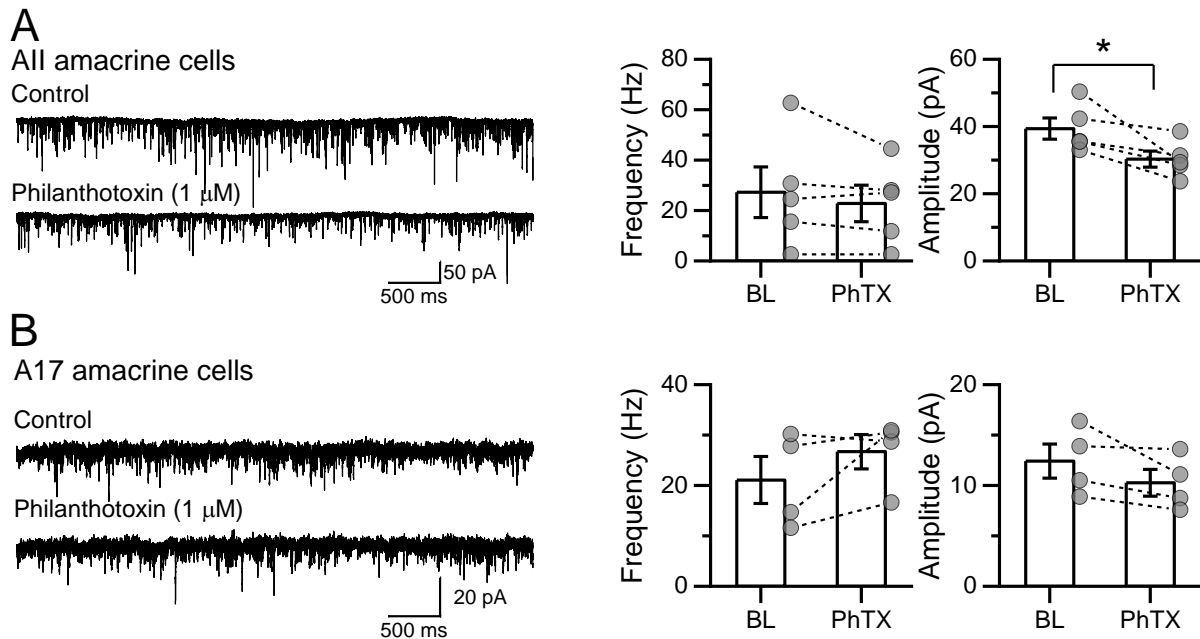 A
AII amacrine cells
Control
Philanthotoxin (1 μM)
50 pA
500 ms
Frequency (Hz)
80
60
40
20
0
BL PhTX
Amplitude (pA)
60
40
20
0
*
BL PhTX
B
A17 amacrine cells
Control
Philanthotoxin (1 μM)
20 pA
500 ms
Frequency (Hz)
40
20
0
BL PhTX
Amplitude (pA)
20
10
0
BL PhTX